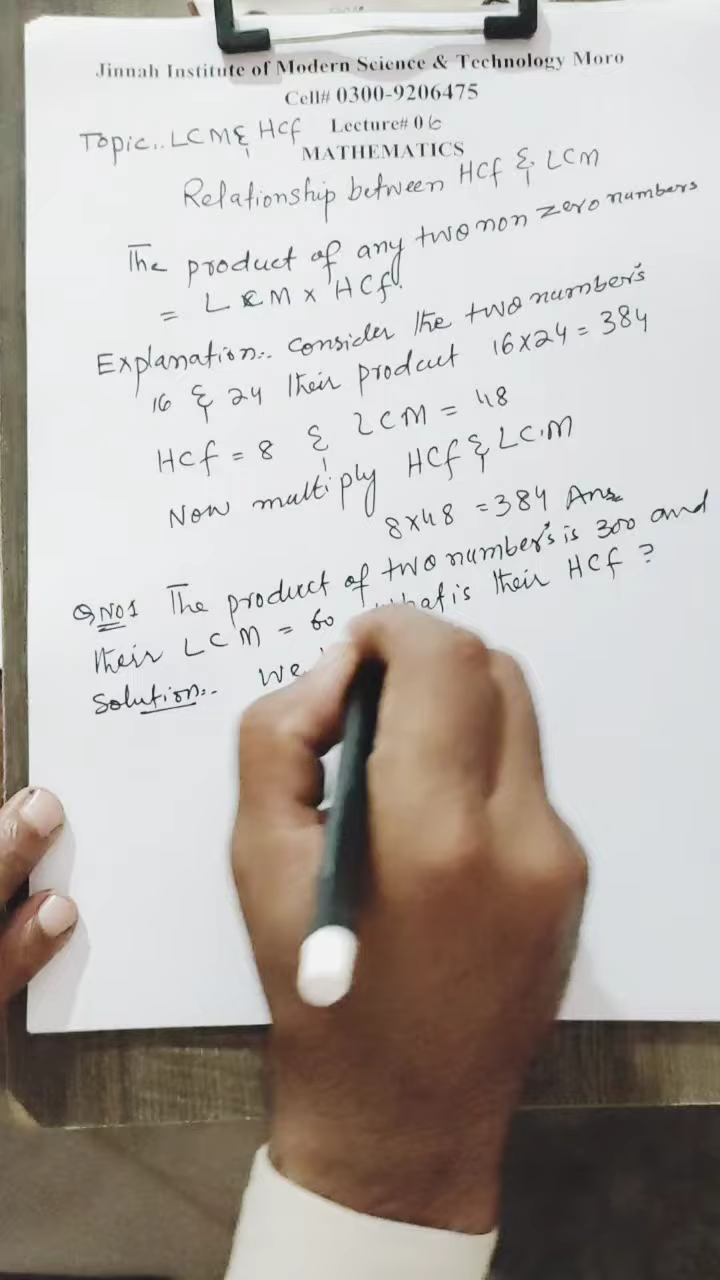 Jinnah Institute of Modern Science & Technology Moro
Cell# 0300-9206475
Topic.. LCM & HCf Lecture# 06
MATHEMATICS
Relationship between HCf & LCM
The product of any two non zero numbers
= LCM x HCf.
Explanation.. Consider the two number's
16 & 24 their product 16x24 = 384
HCf = 8 & LCM = 48
Now multiply HCf & LC.M
8x48 = 384 Ans
QNO1 The product of two number's is 300 and
their LCM = 60 what is their HCf ?
Solution.. We